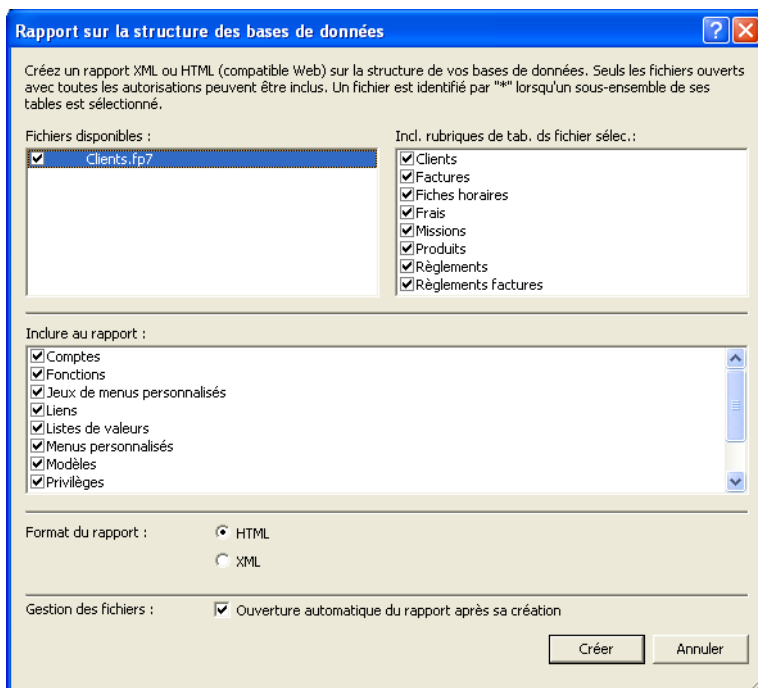 Rapport sur la structure des bases de données
Créez un rapport XML ou HTML (compatible Web) sur la structure de vos bases de données. Seuls les fichiers ouverts
avec toutes les autorisations peuvent être inclus. Un fichier est identifié par "*" lorsqu'un sous-ensemble de ses
tables est sélectionné.
Fichiers disponibles :
Clients.fp7
Incl. rubriques de tab. ds fichier sélec.:
Clients
Factures
Fiches horaires
Frais
Missions
Produits
Règlements
Règlements factures
Inclure au rapport :
Comptes
Fonctions
Jeux de menus personnalisés
Liens
Listes de valeurs
Menus personnalisés
Modèles
Privilèges
Format du rapport :
HTML
XML
Gestion des fichiers :
Ouverture automatique du rapport après sa création
Créer
Annuler